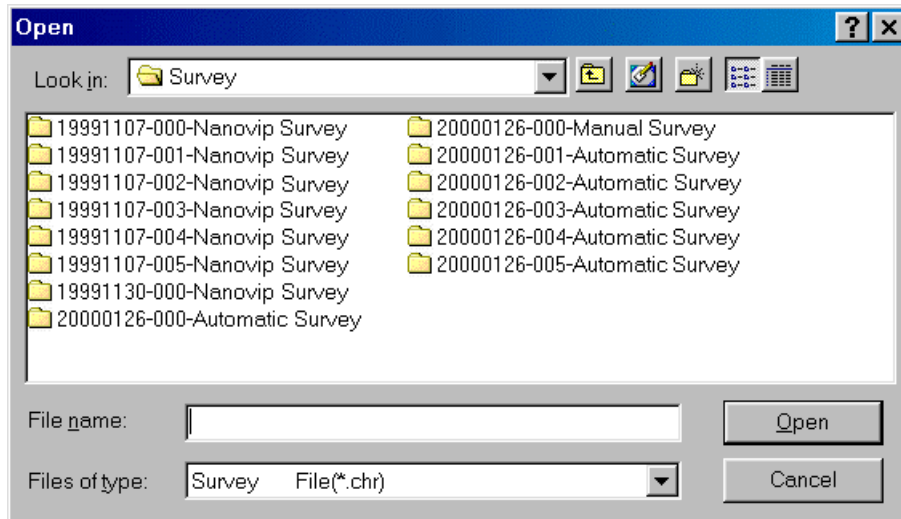 Open
Look in: Survey
19991107-000-Nanovip Survey
19991107-001-Nanovip Survey
19991107-002-Nanovip Survey
19991107-003-Nanovip Survey
19991107-004-Nanovip Survey
19991107-005-Nanovip Survey
19991130-000-Nanovip Survey
20000126-000-Automatic Survey
20000126-000-Manual Survey
20000126-001-Automatic Survey
20000126-002-Automatic Survey
20000126-003-Automatic Survey
20000126-004-Automatic Survey
20000126-005-Automatic Survey
File name:
Open
Files of type: Survey File(*.chr)
Cancel